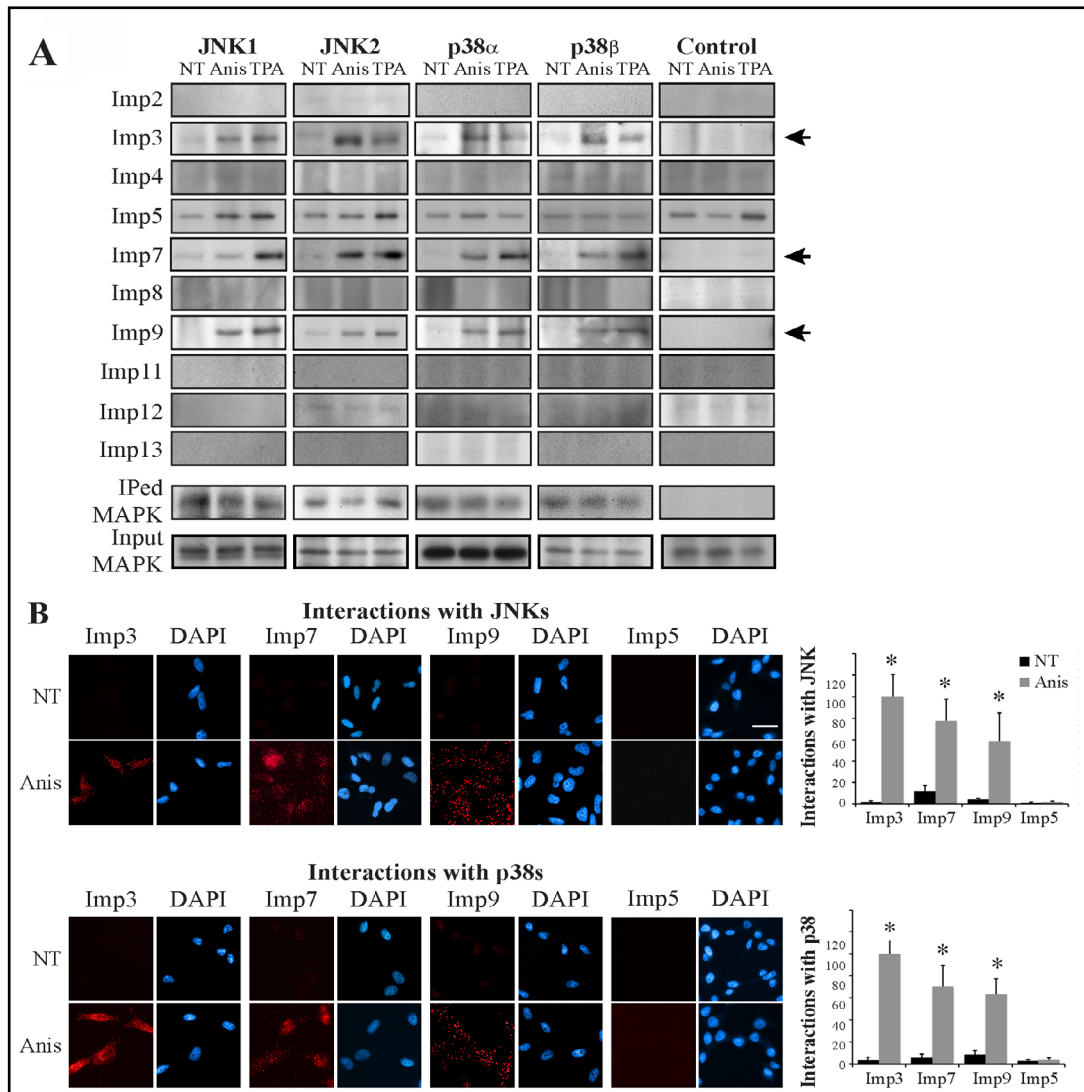 A
JNK1 JNK2 p38α p38β Control
NT Anis TPA NT Anis TPA NT Anis TPA NT Anis TPA NT Anis TPA
Imp2
Imp3
Imp4
Imp5
Imp7
Imp8
Imp9
Imp11
Imp12
Imp13
IPed
MAPK
Input
MAPK
B
Interactions with JNKs
Imp3 DAPI Imp7 DAPI Imp9 DAPI Imp5 DAPI
NT
Anis
Interactions with JNK
120
100
80
60
40
20
0
* * *
NT
Anis
Imp3 Imp7 Imp9 Imp5
Interactions with p38s
Imp3 DAPI Imp7 DAPI Imp9 DAPI Imp5 DAPI
NT
Anis
Interactions with p38
120
100
80
60
40
20
0
* * *
Imp3 Imp7 Imp9 Imp5